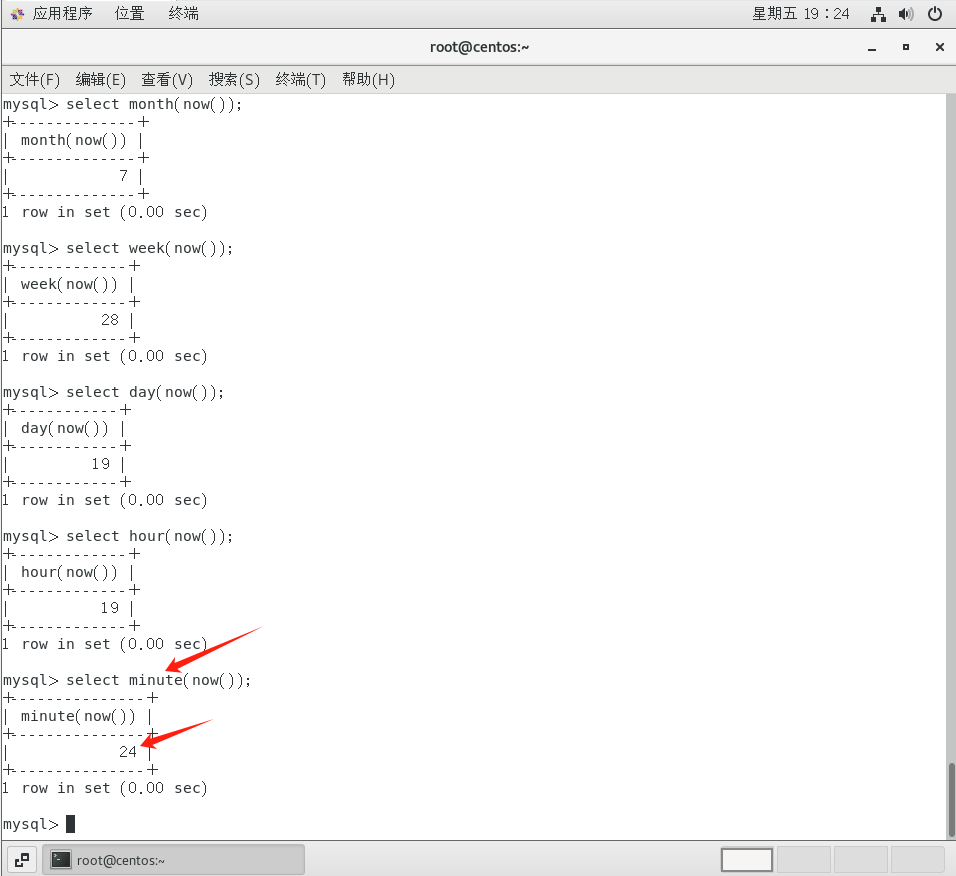 应用程序 位置 终端 星期五 19：24
root@centos:~
文件(F) 编辑(E) 查看(V) 搜索(S) 终端(T) 帮助(H)
mysql> select month(now());
+--------------+
| month(now()) |
+--------------+
|            7 |
+--------------+
1 row in set (0.00 sec)
mysql> select week(now());
+-------------+
| week(now()) |
+-------------+
|          28 |
+-------------+
1 row in set (0.00 sec)
mysql> select day(now());
+------------+
| day(now()) |
+------------+
|         19 |
+------------+
1 row in set (0.00 sec)
mysql> select hour(now());
+-------------+
| hour(now()) |
+-------------+
|          19 |
+-------------+
1 row in set (0.00 sec)
mysql> select minute(now());
+---------------+
| minute(now()) |
+---------------+
|            24 |
+---------------+
1 row in set (0.00 sec)
mysql>
root@centos:~